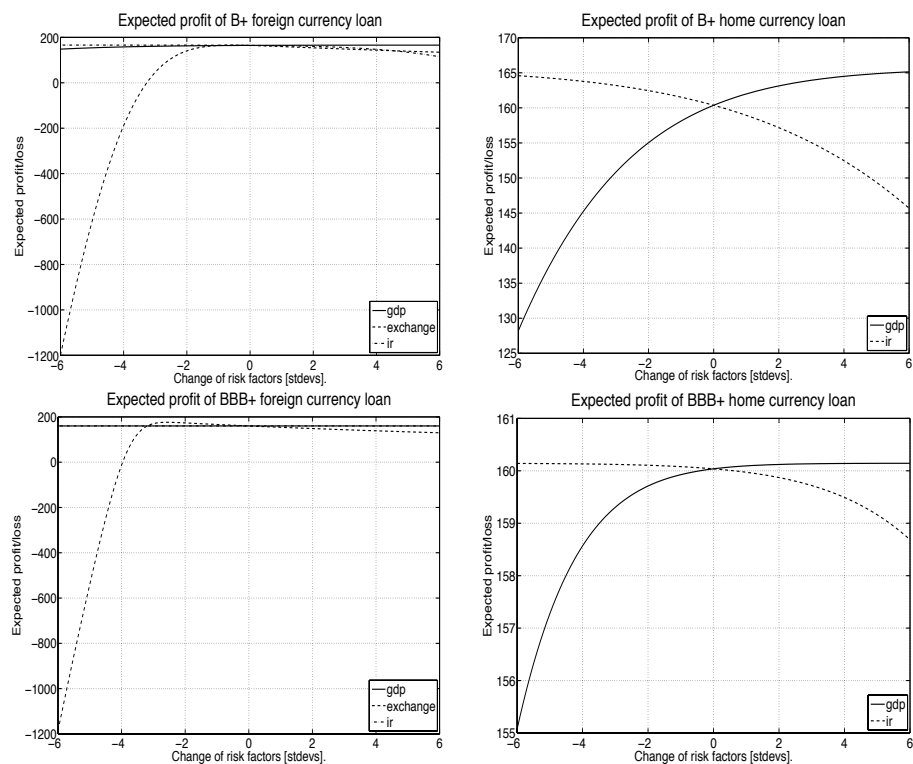 Expected profit of B+ foreign currency loan
200
0
−200
−400
−600
−800
−1000
−1200
Expected profit/loss
−6 −4 −2 0 2 4 6
Change of risk factors [stdevs].
gdp
exchange
ir
Expected profit of B+ home currency loan
170
165
160
155
150
145
140
135
130
125
Expected profit/loss
−6 −4 −2 0 2 4 6
Change of risk factors [stdevs].
gdp
ir
Expected profit of BBB+ foreign currency loan
200
0
−200
−400
−600
−800
−1000
−1200
Expected profit/loss
−6 −4 −2 0 2 4 6
Change of risk factors [stdevs].
gdp
exchange
ir
Expected profit of BBB+ home currency loan
161
160
159
158
157
156
155
Expected profit/loss
−6 −4 −2 0 2 4 6
Change of risk factors [stdevs].
gdp
ir